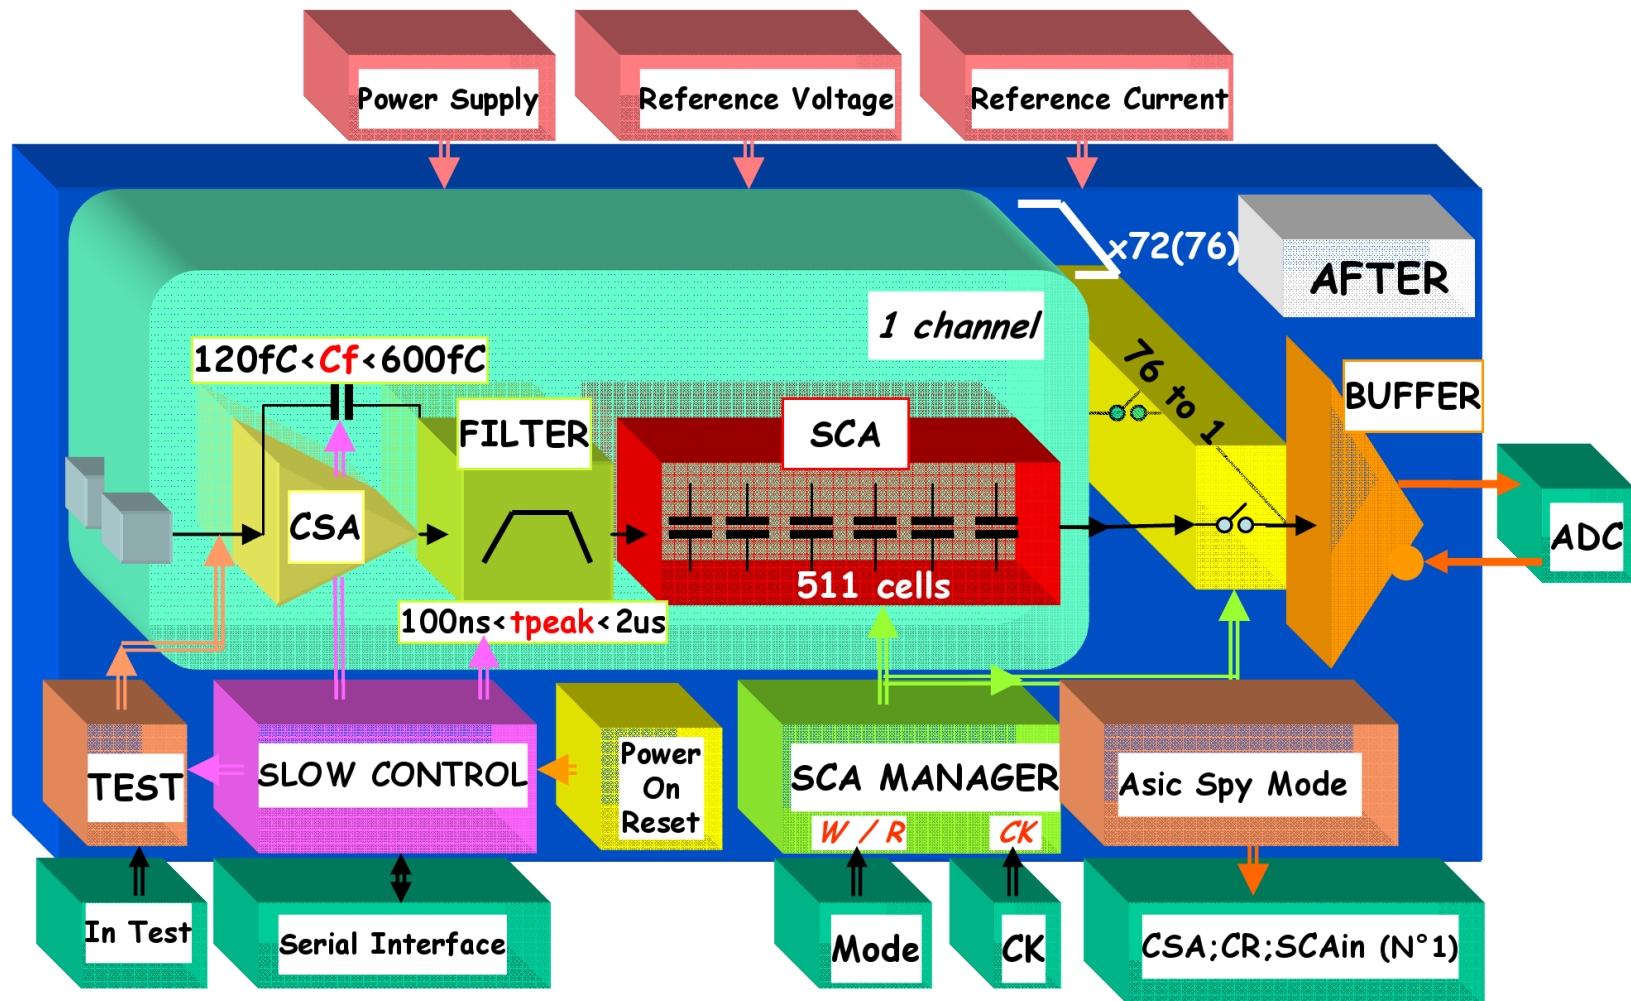 Power Supply
Reference Voltage
Reference Current
x72(76)
AFTER
1 channel
76 to 1
120fC<Cf<600fC
BUFFER
FILTER
SCA
CSA
ADC
511 cells
100ns<tpeak<2us
TEST
SLOW CONTROL
Power
On
Reset
SCA MANAGER
W / R
CK
Asic Spy Mode
In Test
Serial Interface
Mode
CK
CSA;CR;SCAin (N°1)